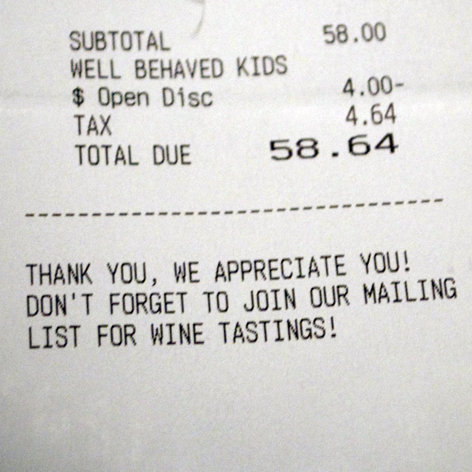 SUBTOTAL 58.00
WELL BEHAVED KIDS
$ Open Disc 4.00-
TAX 4.64
TOTAL DUE 58.64
--------------------------------
THANK YOU, WE APPRECIATE YOU!
DON'T FORGET TO JOIN OUR MAILING
LIST FOR WINE TASTINGS!